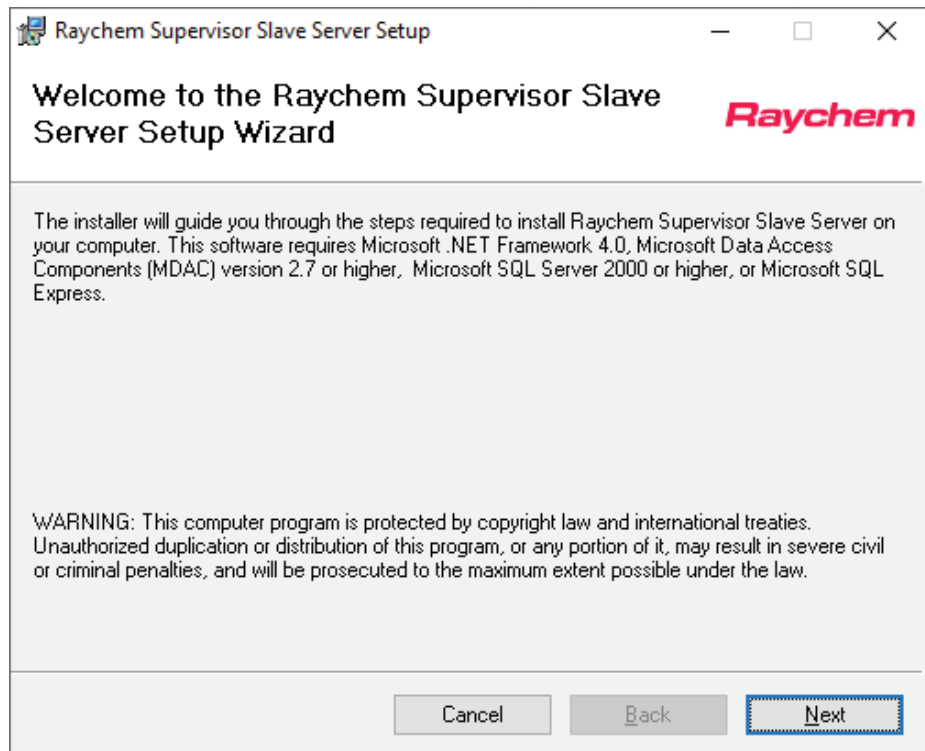 Raychem Supervisor Slave Server Setup
Welcome to the Raychem Supervisor Slave
Server Setup Wizard
Raychem
The installer will guide you through the steps required to install Raychem Supervisor Slave Server on
your computer. This software requires Microsoft .NET Framework 4.0, Microsoft Data Access
Components (MDAC) version 2.7 or higher,  Microsoft SQL Server 2000 or higher, or Microsoft SQL
Express.
WARNING: This computer program is protected by copyright law and international treaties.
Unauthorized duplication or distribution of this program, or any portion of it, may result in severe civil
or criminal penalties, and will be prosecuted to the maximum extent possible under the law.
Cancel Back Next